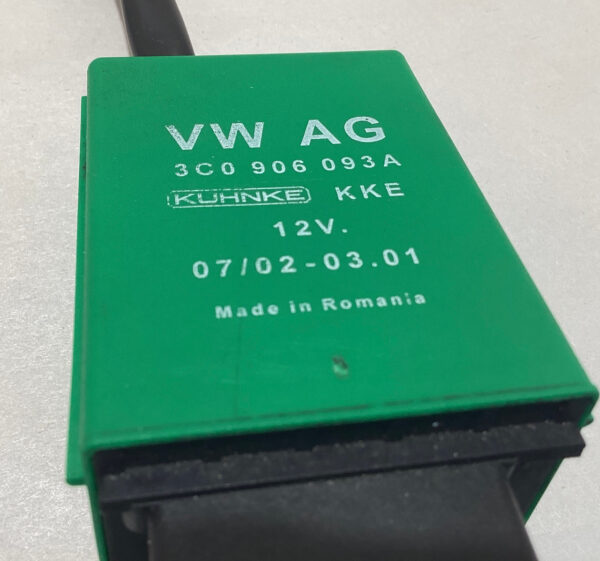 VW AG
3C0 906 093A
KUHNKE KKE
12V.
07/02-03.01
Made in Romania